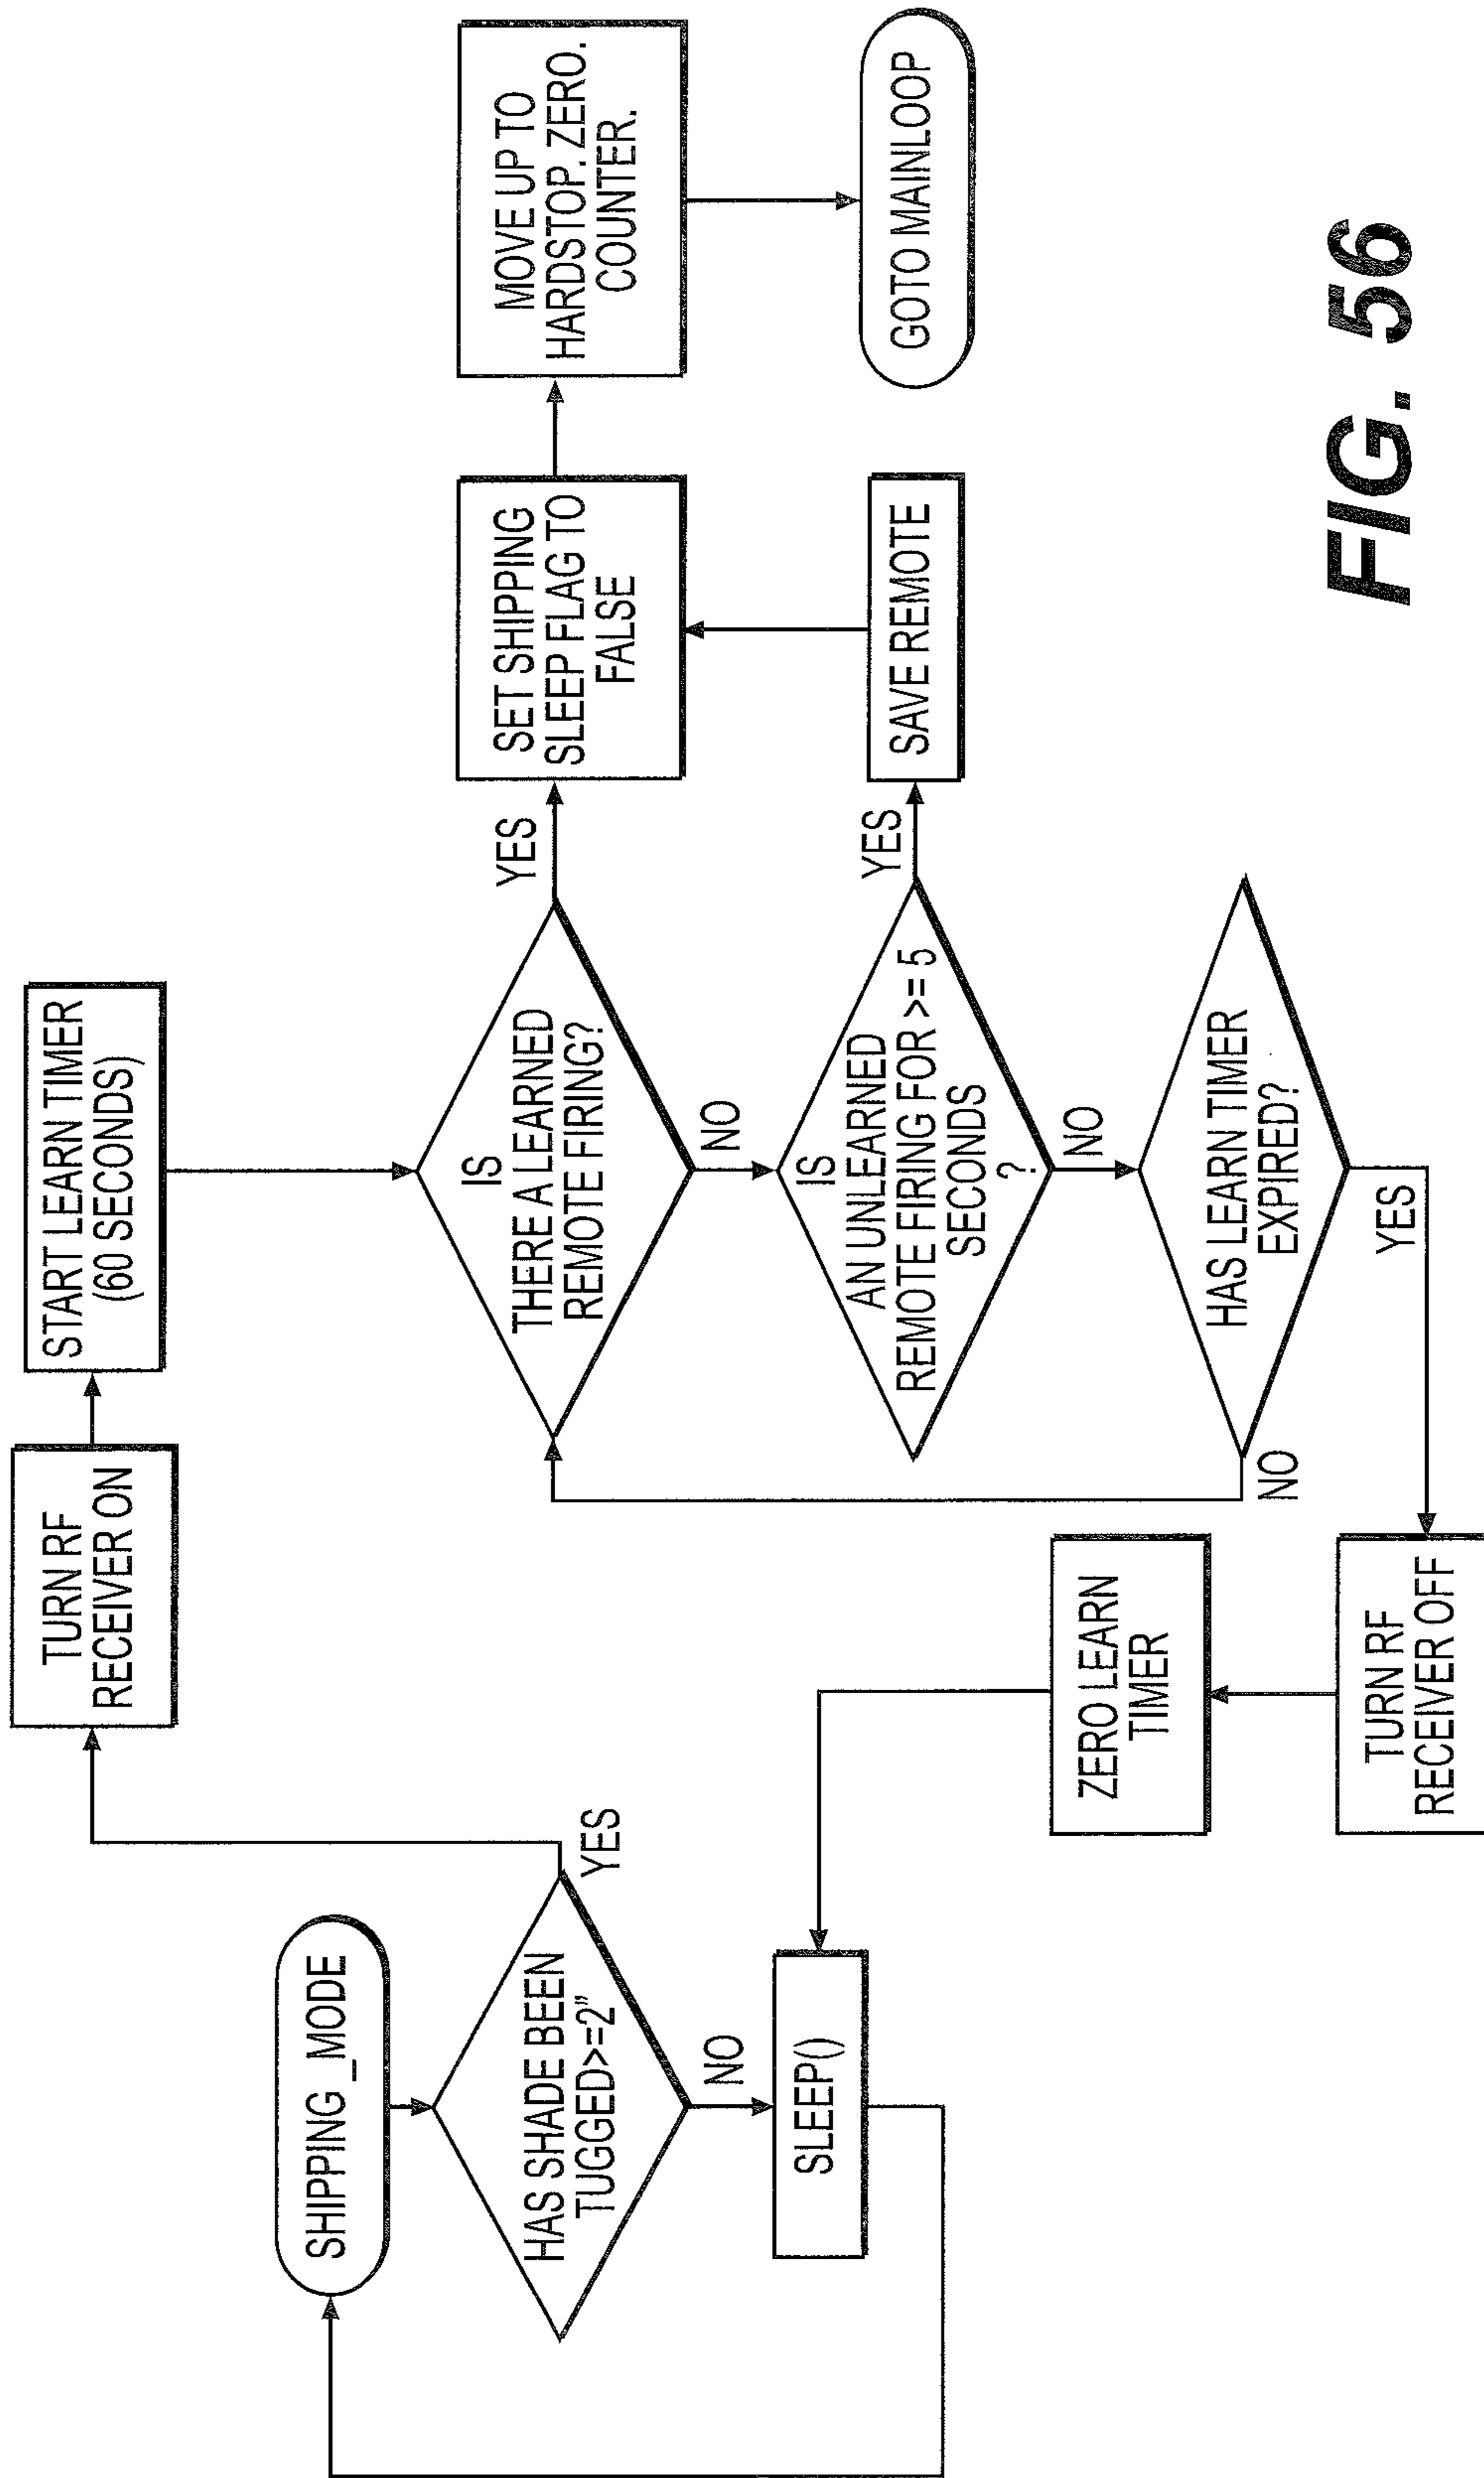 SHIPPING_MODE
HAS SHADE BEEN
TUGGED>=2”
YES
NO
SLEEP()
TURN RF
RECEIVER ON
START LEARN TIMER
(60 SECONDS)
IS
THERE A LEARNED
REMOTE FIRING?
YES
NO
IS
AN UNLEARNED
REMOTE FIRING FOR >= 5
SECONDS
?
YES
NO
HAS LEARN TIMER
EXPIRED?
NO
YES
TURN RF
RECEIVER OFF
ZERO LEARN
TIMER
SAVE REMOTE
SET SHIPPING
SLEEP FLAG TO
FALSE
MOVE UP TO
HARDSTOP. ZERO.
COUNTER.
GOTO MAINLOOP
FIG. 56